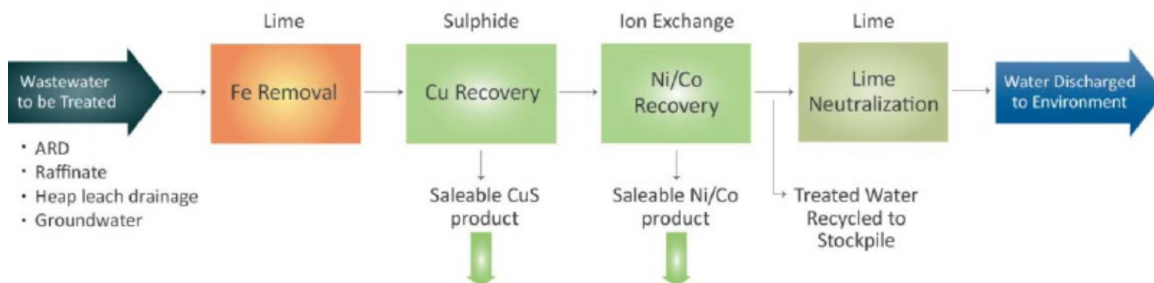 Lime
Sulphide
Ion Exchange
Lime
Wastewater
to be Treated
Fe Removal
Cu Recovery
Ni/Co
Recovery
Lime
Neutralization
Water Discharged
to Environment
• ARD
• Raffinate
• Heap leach drainage
• Groundwater
Saleable CuS
product
Saleable Ni/Co
product
Treated Water
Recycled to
Stockpile